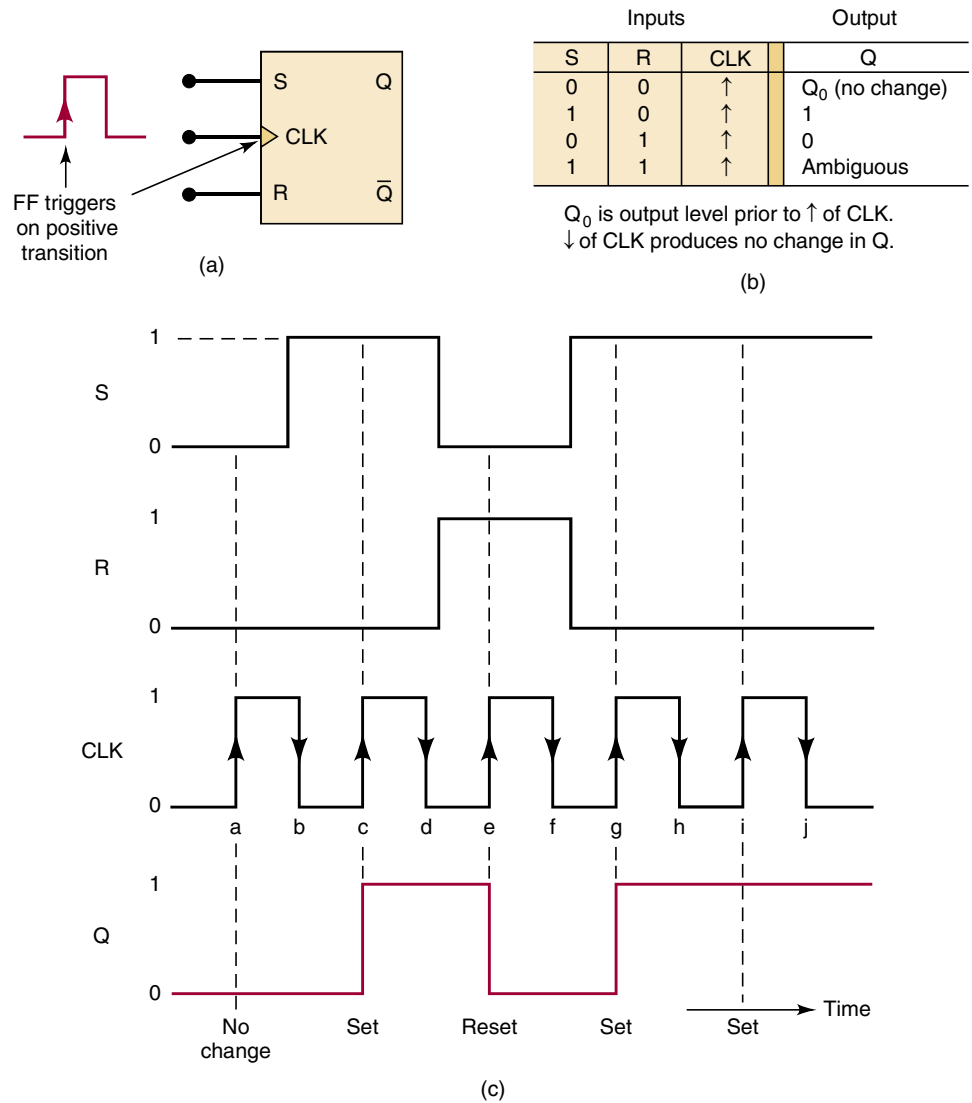 S Q
CLK
R Q̅
FF triggers
on positive
transition
(a)
Inputs Output
S R CLK Q
0 0 ↑ Q₀ (no change)
1 0 ↑ 1
0 1 ↑ 0
1 1 ↑ Ambiguous
Q₀ is output level prior to ↑ of CLK.
↓ of CLK produces no change in Q.
(b)
1
S
0
1
R
0
1
CLK
0
a b c d e f g h i j
1
Q
0
Time
No
change
Set
Reset
Set
Set
(c)